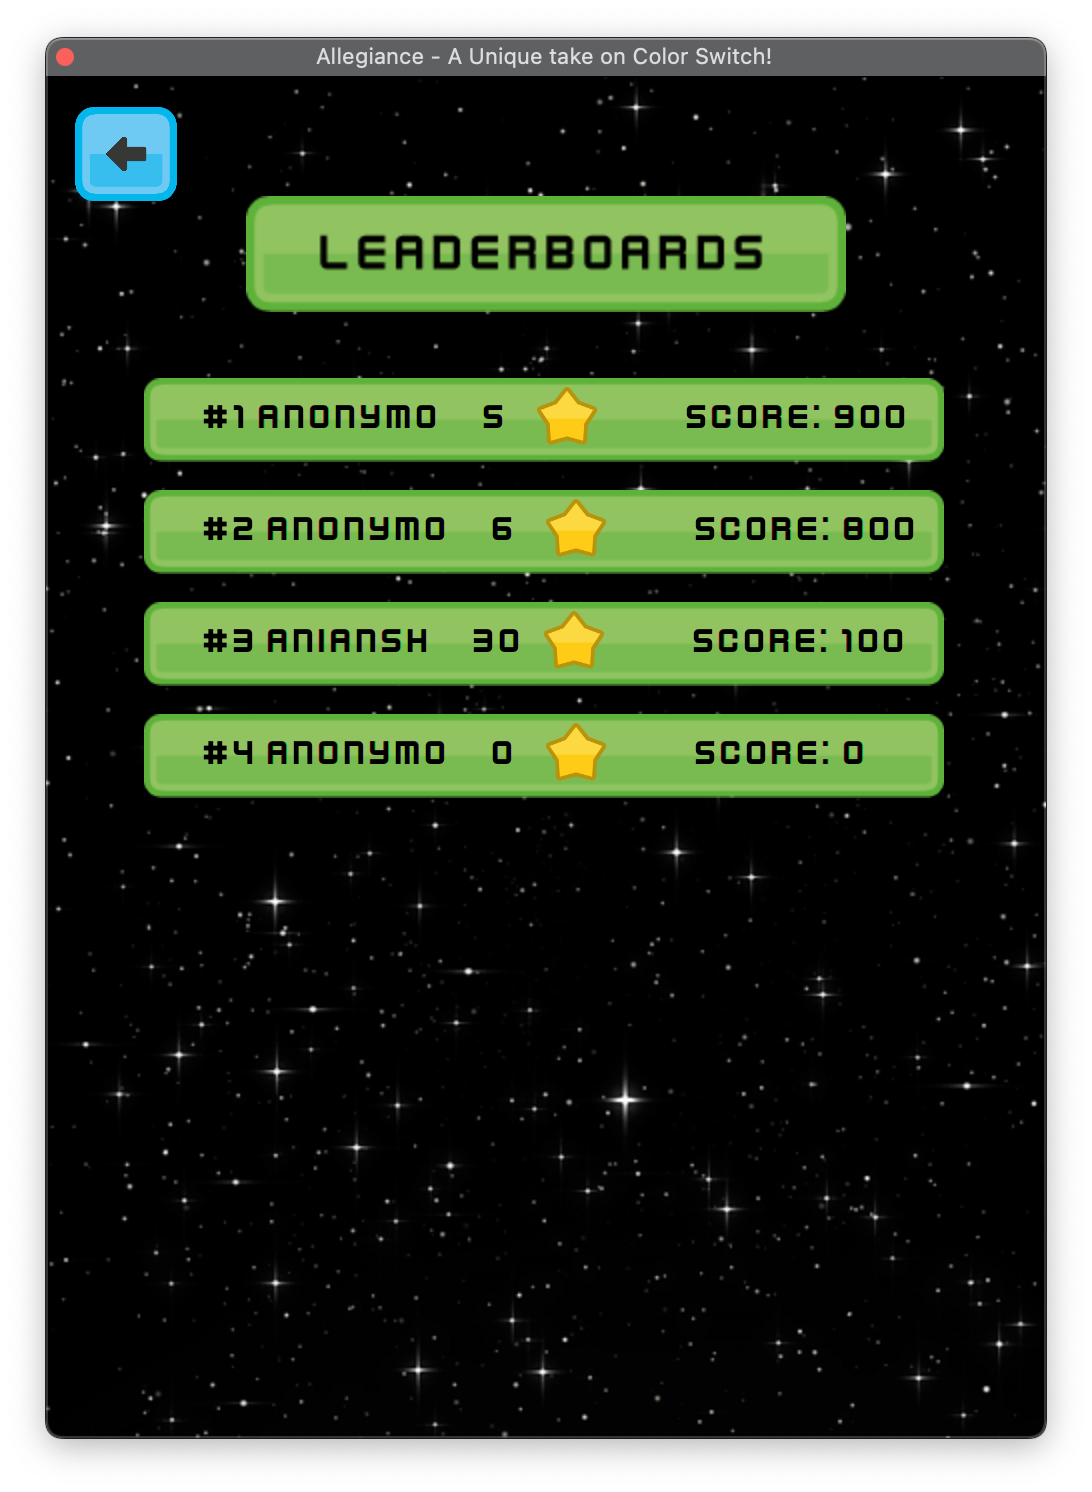 Allegiance - A Unique take on Color Switch!
LEADERBOARDS
#1 ANONYMO 5 SCORE: 900
#2 ANONYMO 6 SCORE: 800
#3 ANIANSH 30 SCORE: 100
#4 ANONYMO 0 SCORE: 0